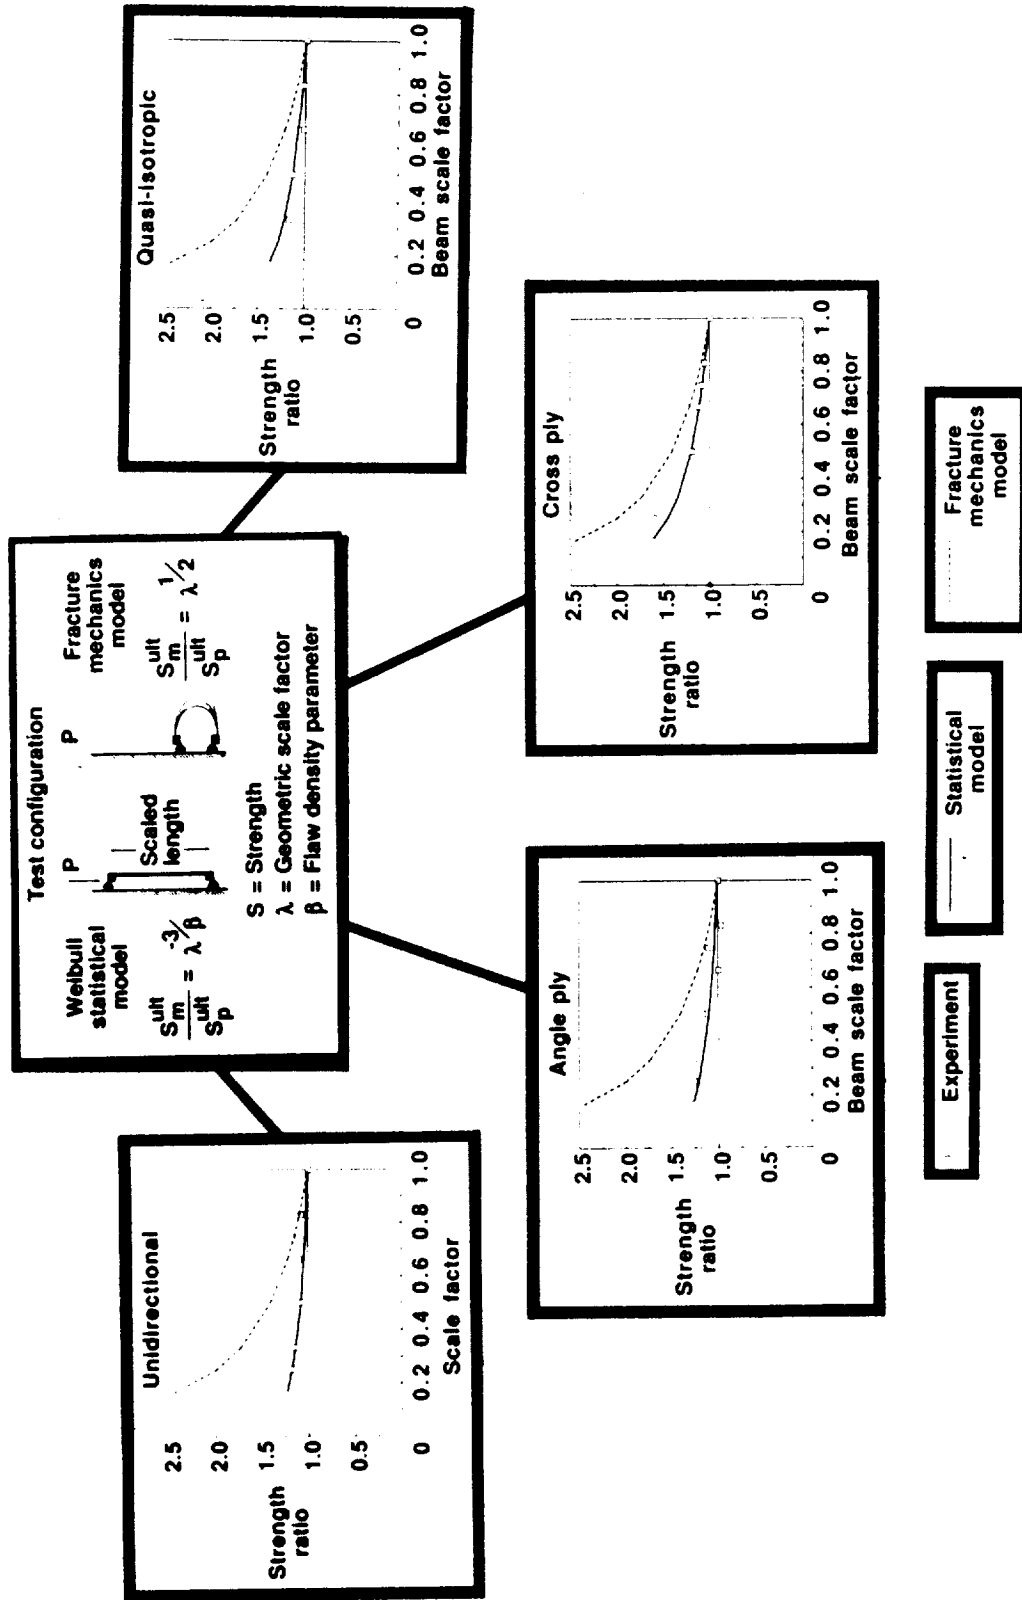 Test configuration
Weibull
statistical
model
S_m^ult / S_p^ult = λ^-3/β
P
Scaled
length
P
Fracture
mechanics
model
S_m^ult / S_p^ult = λ^1/2
S = Strength
λ = Geometric scale factor
β = Flaw density parameter
Unidirectional
Strength
ratio
2.5
2.0
1.5
1.0
0.5
0
0.2 0.4 0.6 0.8 1.0
Scale factor
Angle ply
Strength
ratio
2.5
2.0
1.5
1.0
0.5
0
0.2 0.4 0.6 0.8 1.0
Beam scale factor
Cross ply
Strength
ratio
2.5
2.0
1.5
1.0
0.5
0
0.2 0.4 0.6 0.8 1.0
Beam scale factor
Quasi-isotropic
Strength
ratio
2.5
2.0
1.5
1.0
0.5
0
0.2 0.4 0.6 0.8 1.0
Beam scale factor
Experiment
Statistical
model
Fracture
mechanics
model